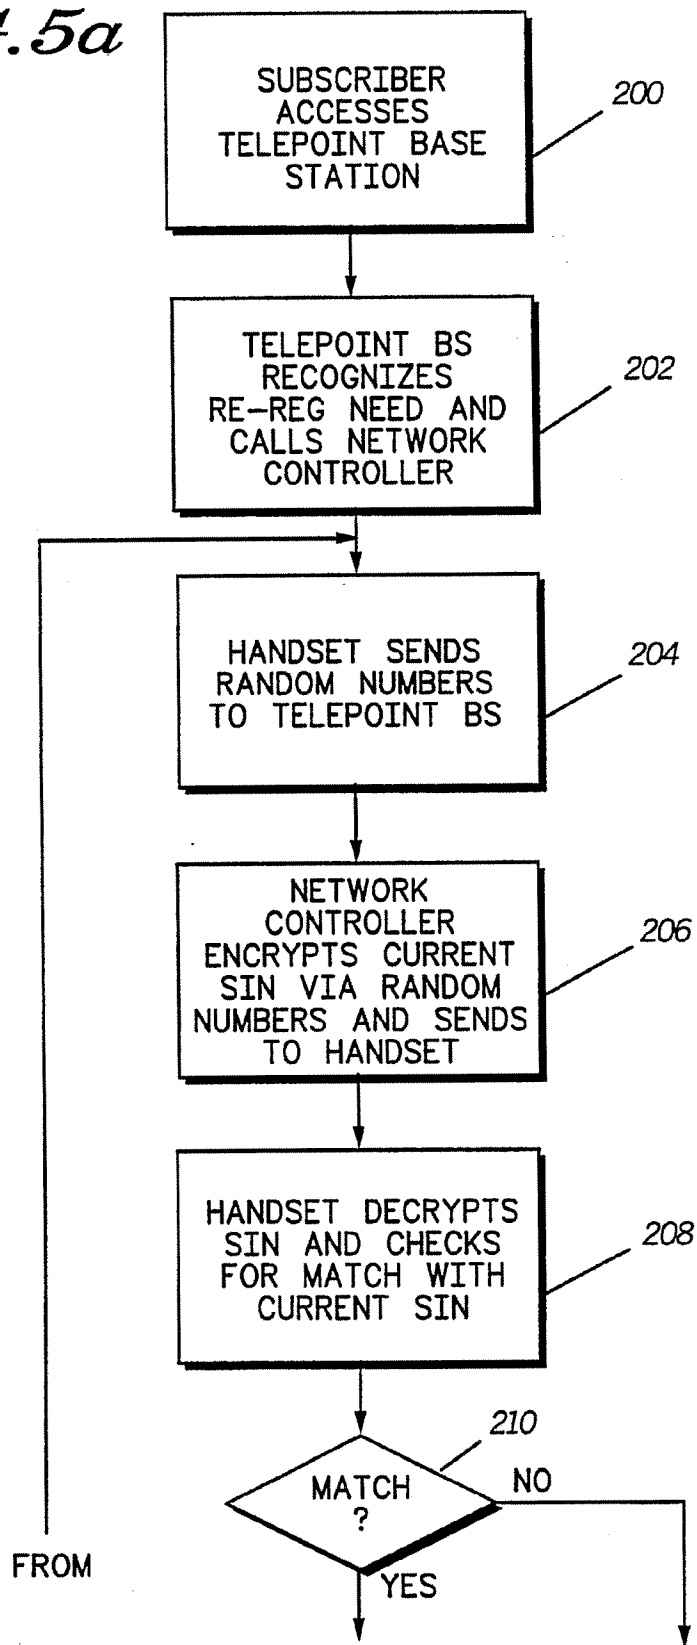 .5a
SUBSCRIBER
ACCESSES
TELEPOINT BASE
STATION
200
TELEPOINT BS
RECOGNIZES
RE-REG NEED AND
CALLS NETWORK
CONTROLLER
202
HANDSET SENDS
RANDOM NUMBERS
TO TELEPOINT BS
204
NETWORK
CONTROLLER
ENCRYPTS CURRENT
SIN VIA RANDOM
NUMBERS AND SENDS
TO HANDSET
206
HANDSET DECRYPTS
SIN AND CHECKS
FOR MATCH WITH
CURRENT SIN
208
210
MATCH
?
NO
FROM
YES